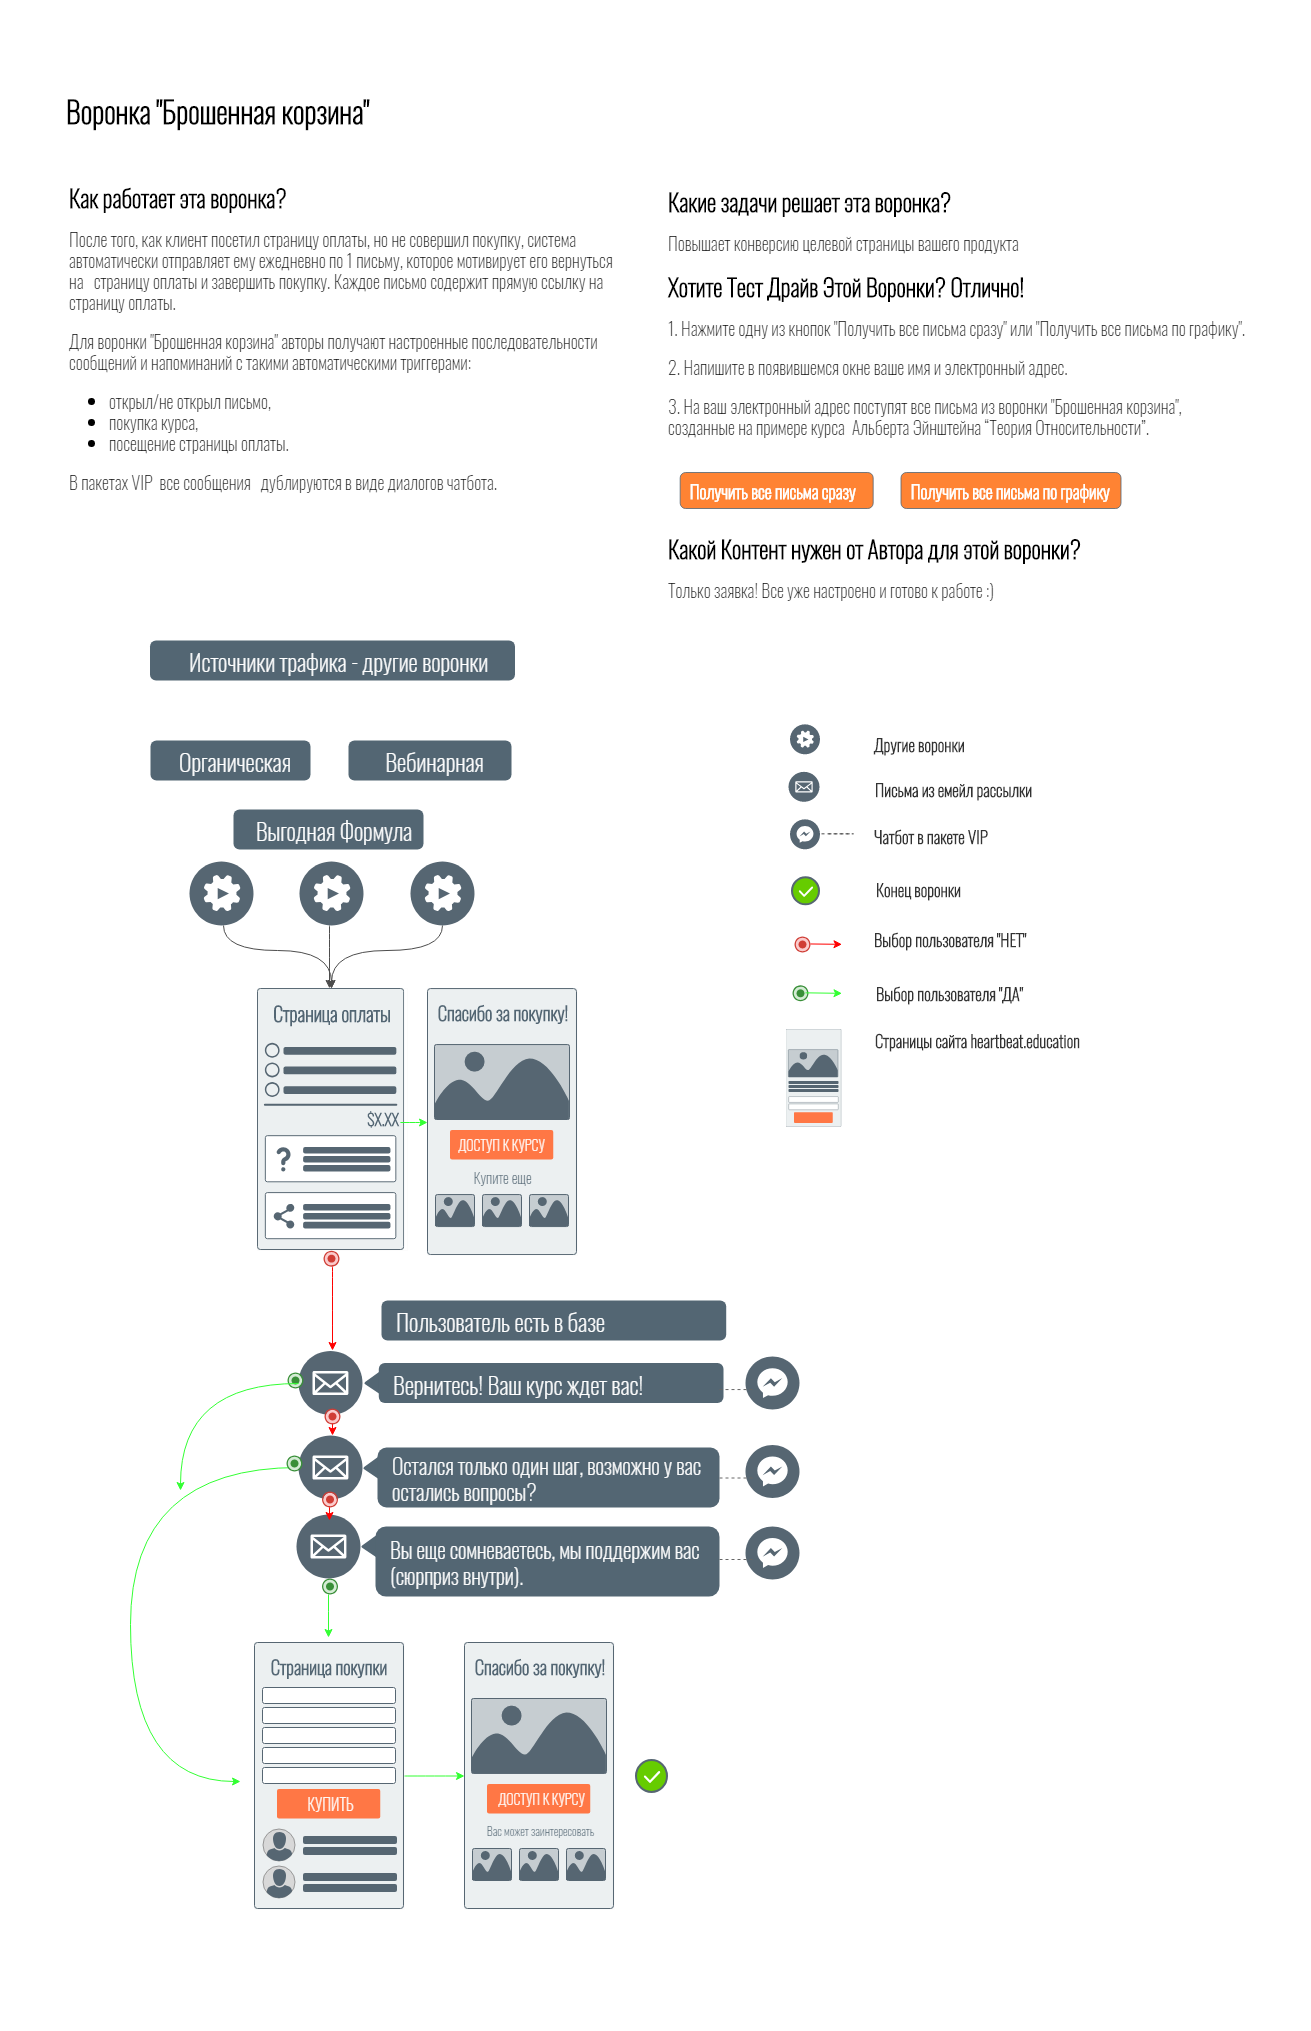 Воронка "Брошенная корзина"
Как работает эта воронка?
После того, как клиент посетил страницу оплаты, но не совершил покупку, система
автоматически отправляет ему ежедневно по 1 письму, которое мотивирует его вернуться
на страницу оплаты и завершить покупку. Каждое письмо содержит прямую ссылку на
страницу оплаты.
Для воронки "Брошенная корзина" авторы получают настроенные последовательности
сообщений и напоминаний с такими автоматическими триггерами:
открыл/не открыл письмо,
покупка курса,
посещение страницы оплаты.
В пакетах VIP все сообщения дублируются в виде диалогов чатбота.
Какие задачи решает эта воронка?
Повышает конверсию целевой страницы вашего продукта
Хотите Тест Драйв Этой Воронки? Отлично!
1. Нажмите одну из кнопок "Получить все письма сразу" или "Получить все письма по графику".
2. Напишите в появившемся окне ваше имя и электронный адрес.
3. На ваш электронный адрес поступят все письма из воронки "Брошенная корзина",
созданные на примере курса Альберта Эйнштейна “Теория Относительности”.
Получить все письма сразу
Получить все письма по графику
Какой Контент нужен от Автора для этой воронки?
Только заявка! Все уже настроено и готово к работе :)
Источники трафика - другие воронки
Органическая
Вебинарная
Выгодная Формула
Другие воронки
Письма из емейл рассылки
Чатбот в пакете VIP
Конец воронки
Выбор пользователя "НЕТ"
Выбор пользователя "ДА"
Страницы сайта heartbeat.education
Страница оплаты
$X.XX
?
Спасибо за покупку!
ДОСТУП К КУРСУ
Купите еще
Пользователь есть в базе
Вернитесь! Ваш курс ждет вас!
Остался только один шаг, возможно у вас
остались вопросы?
Вы еще сомневаетесь, мы поддержим вас
(сюрприз внутри).
Страница покупки
КУПИТЬ
Спасибо за покупку!
ДОСТУП К КУРСУ
Вас может заинтересовать